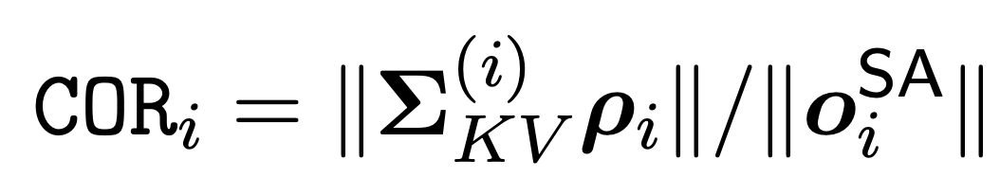 COR_i = ‖Σ_{KV}^{(i)} ρ_i‖/‖o_i^{SA}‖